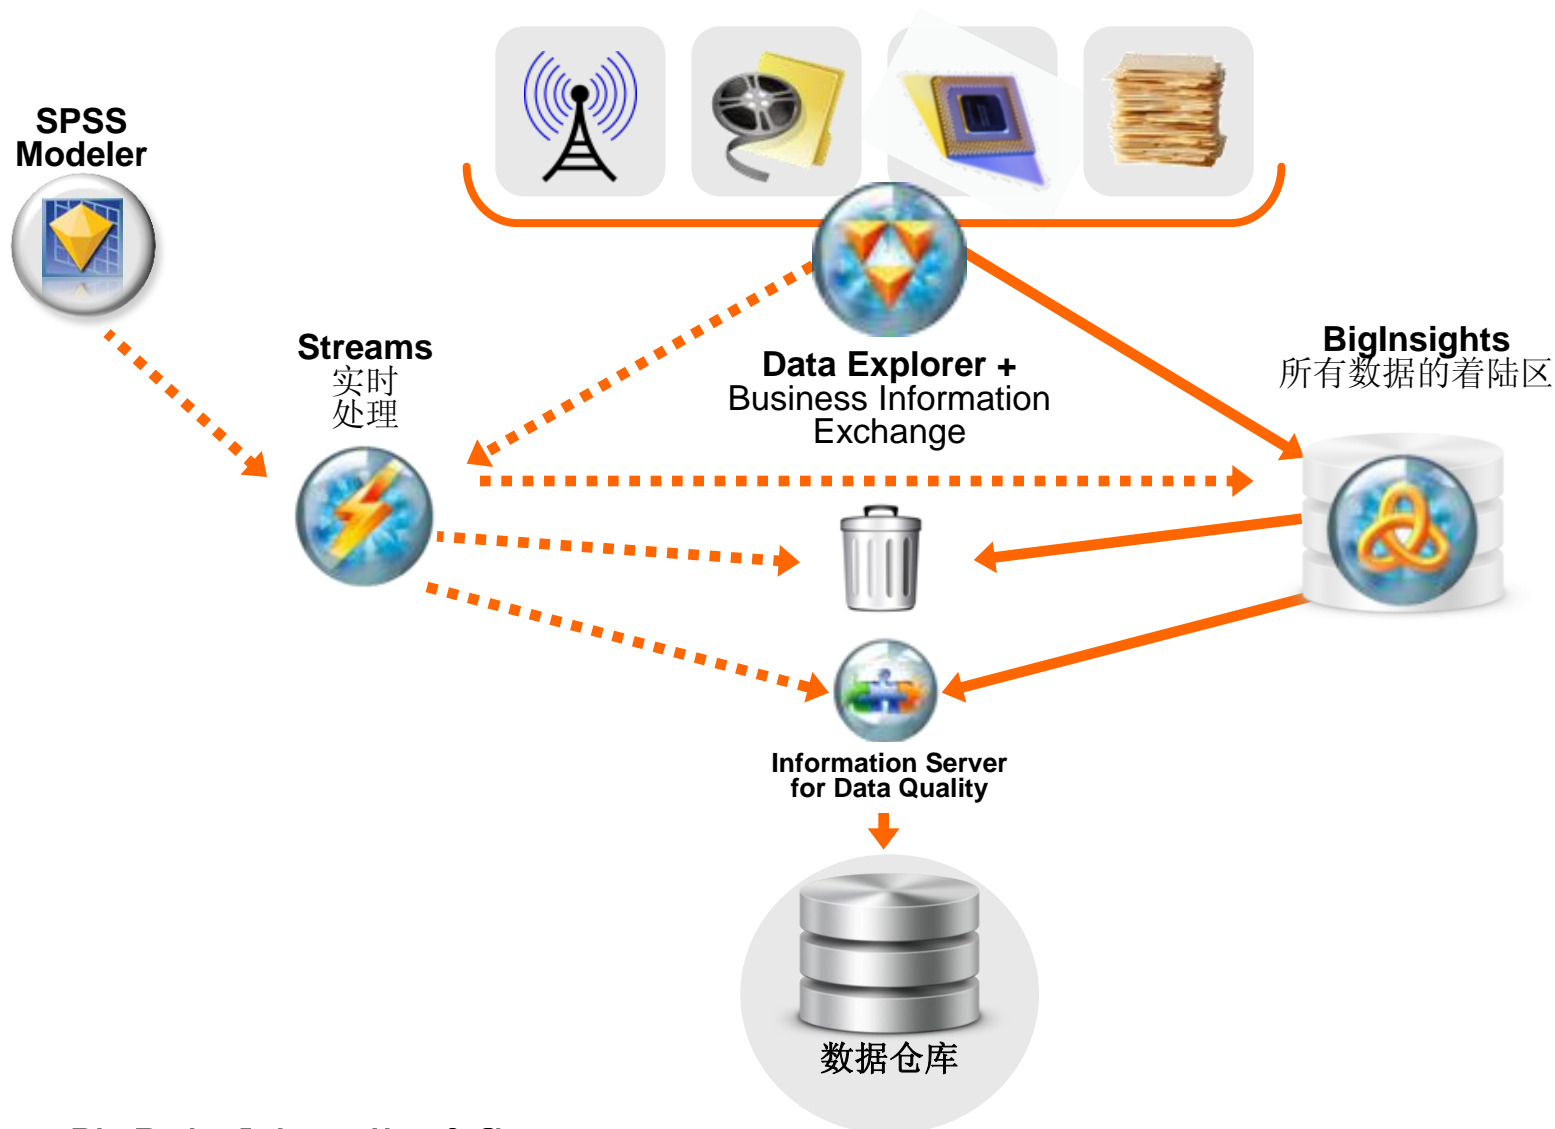 SPSS
Modeler
Streams
实时
处理
Data Explorer +
Business Information
Exchange
BigInsights
所有数据的着陆区
Information Server
for Data Quality
数据仓库